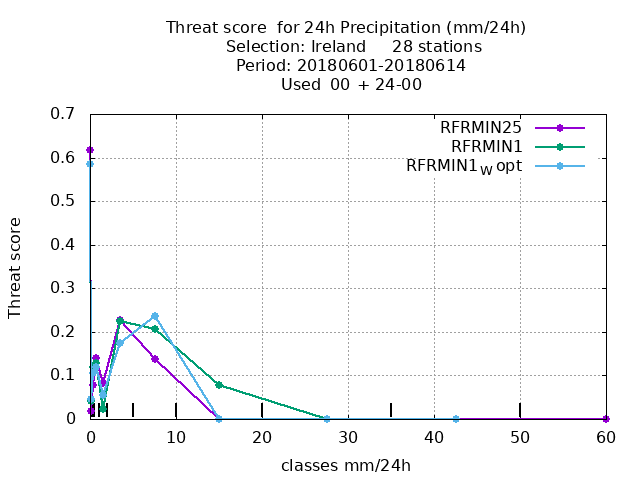 Threat score  for 24h Precipitation (mm/24h)
Selection: Ireland     28 stations
Period: 20180601-20180614
Used  00 + 24-00
RFRMIN25
RFRMIN1
RFRMIN1W opt
Threat score
0.7
0.6
0.5
0.4
0.3
0.2
0.1
0
0 10 20 30 40 50 60
classes mm/24h